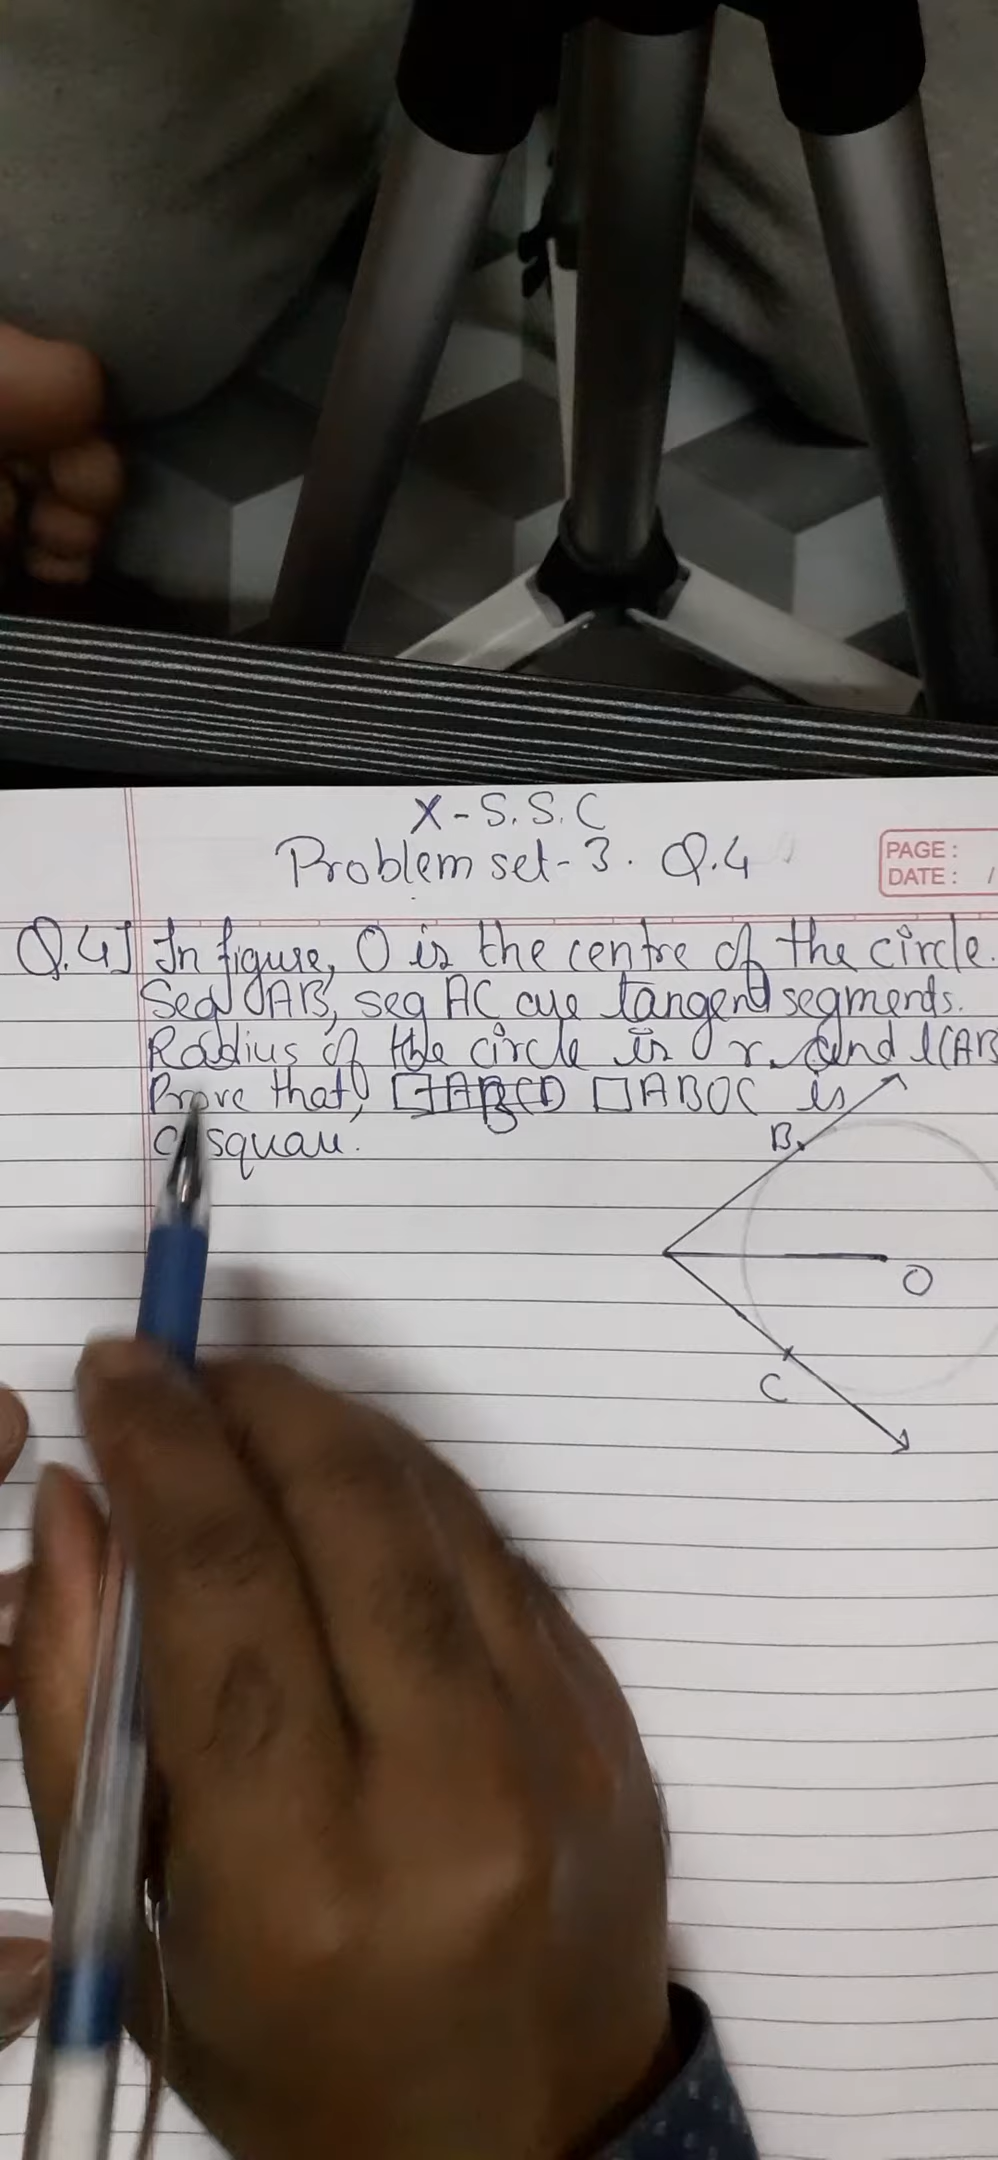 X - S.S.C
Problem set-3. Q.4
PAGE :
DATE : /
Q.4] In figure, O is the centre of the circle.
Seg AB, seg AC are tangent segments.
Radius of the circle is r and l(AB
Prove that, □ABCD □ABOC is
a square.
B
O
C